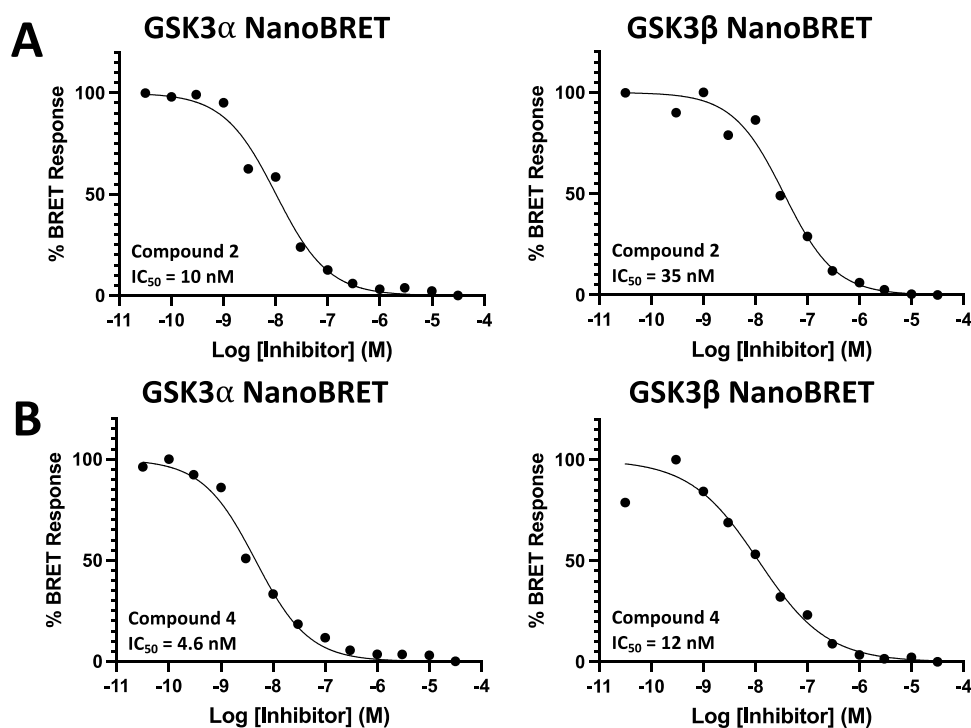 A
GSK3α NanoBRET
% BRET Response
100
50
0
Compound 2
IC50 = 10 nM
-11 -10 -9 -8 -7 -6 -5 -4
Log [Inhibitor] (M)
GSK3β NanoBRET
% BRET Response
100
50
0
Compound 2
IC50 = 35 nM
-11 -10 -9 -8 -7 -6 -5 -4
Log [Inhibitor] (M)
B
GSK3α NanoBRET
% BRET Response
100
50
0
Compound 4
IC50 = 4.6 nM
-11 -10 -9 -8 -7 -6 -5 -4
Log [Inhibitor] (M)
GSK3β NanoBRET
% BRET Response
100
50
0
Compound 4
IC50 = 12 nM
-11 -10 -9 -8 -7 -6 -5 -4
Log [Inhibitor] (M)